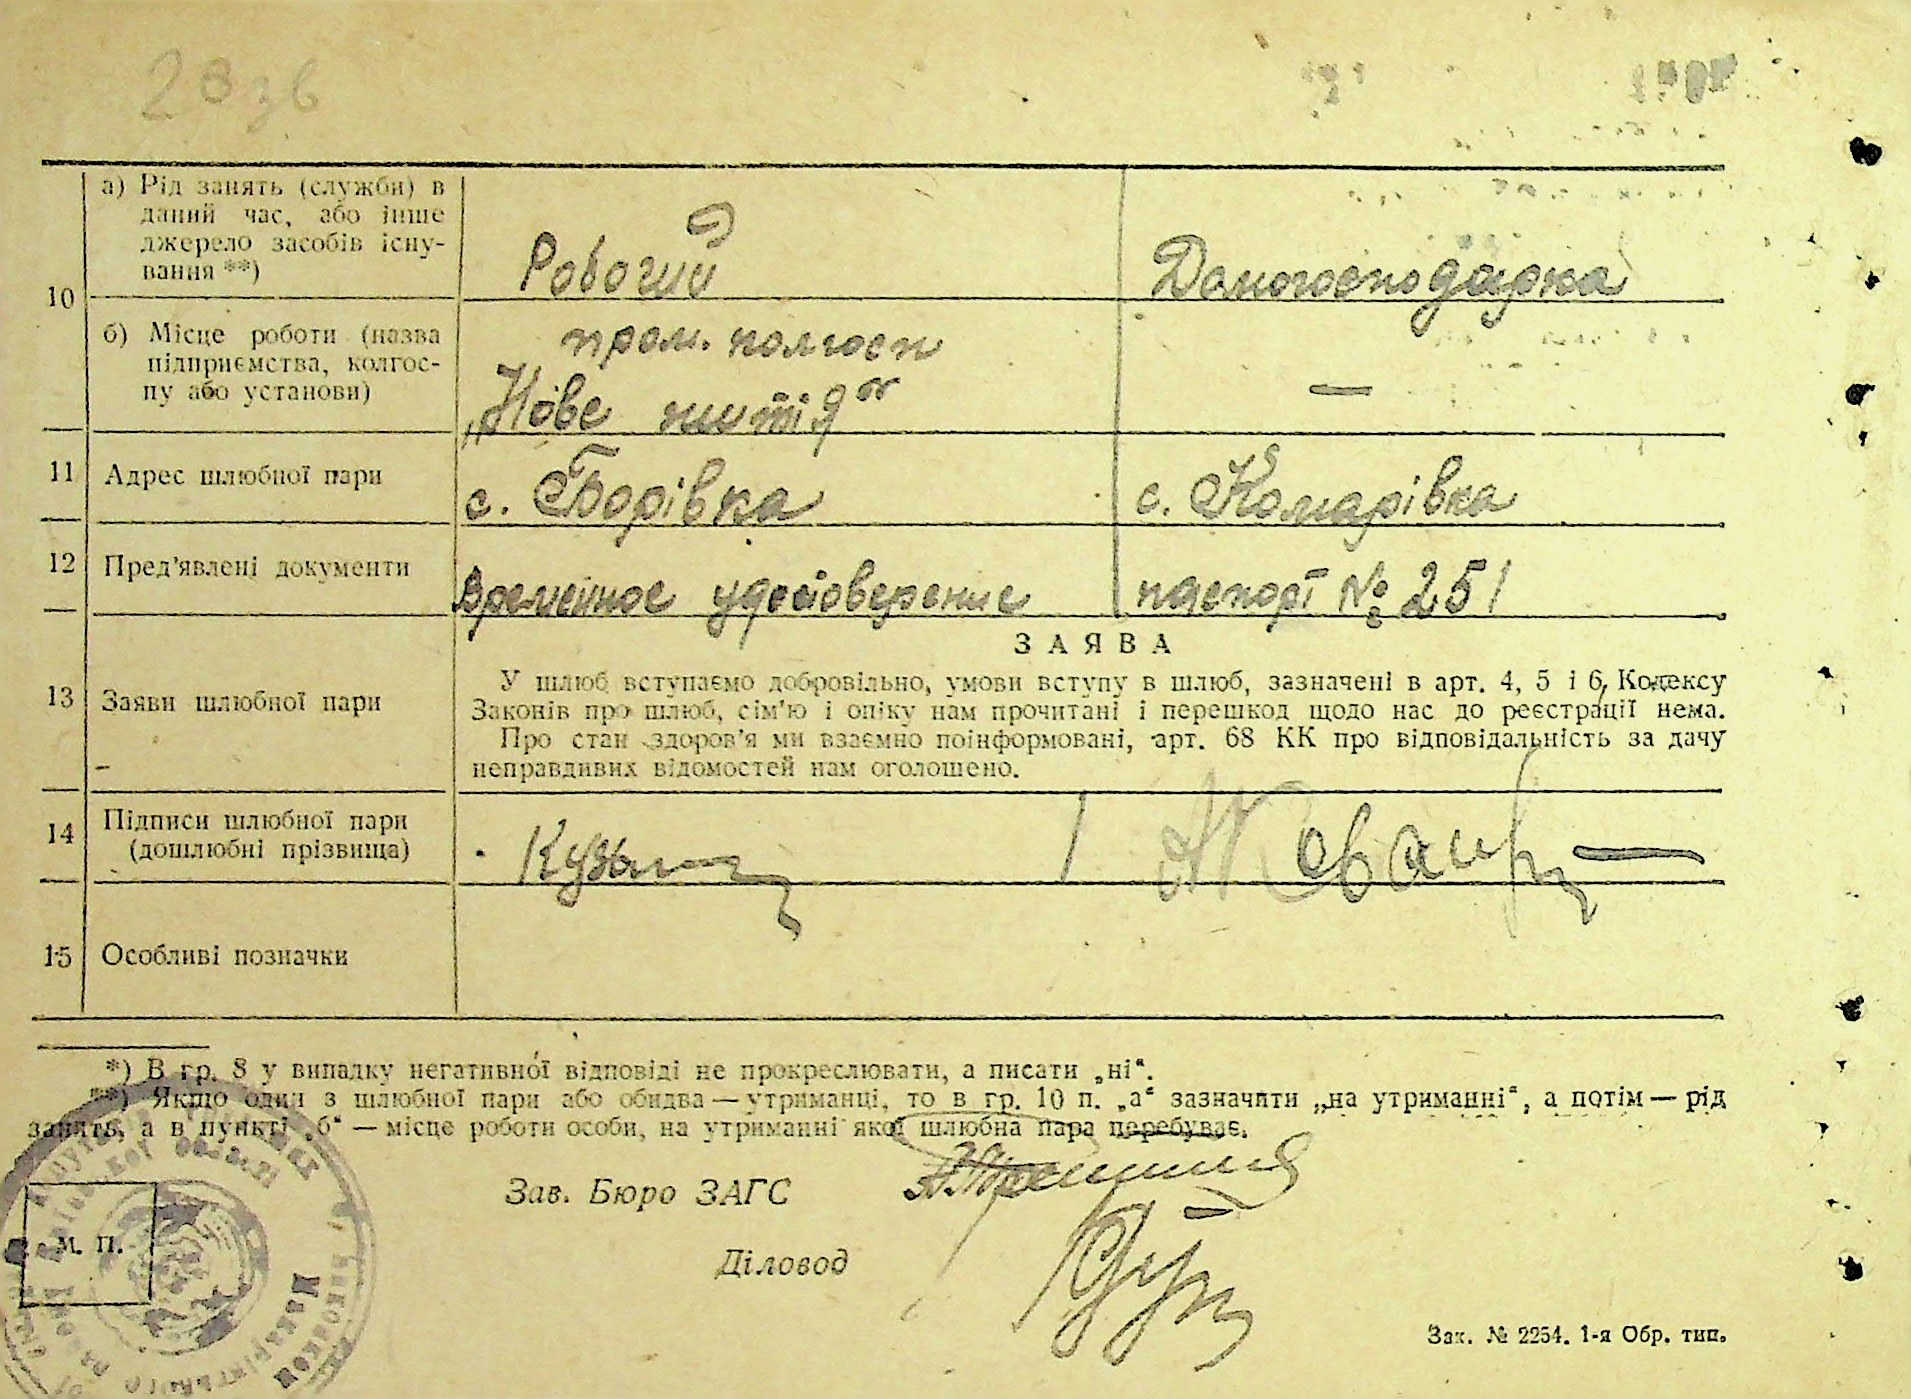 10
а) Рід занять (служби) в
даний час, або інше
джерело засобів існу-
вання **)
Робочий
Домогосподарка
б) Місце роботи (назва
підприємства, колгос-
пу або установи)
пром. колгосп
„Нове життя"
—
11
Адрес шлюбної пари
с. Борівка
с. Комарівка
12
Пред'явлені документи
Временное удостоверение
паспорт № 251
13
Заяви шлюбної пари
ЗАЯВА
У шлюб вступаємо добровільно, умови вступу в шлюб, зазначені в арт. 4, 5 і 6, Кодексу
Законів про шлюб, сім'ю і опіку нам прочитані і перешкод щодо нас до реєстрації нема.
Про стан здоров'я ми взаємно поінформовані, арт. 68 КК про відповідальність за дачу
неправдивих відомостей нам оголошено.
14
Підписи шлюбної пари
(дошлюбні прізвища)
15
Особливі позначки
*) В гр. 8 у випадку негативної відповіді не прокреслювати, а писати „ні".
**) Якщо один з шлюбної пари або обидва — утриманці, то в гр. 10 п. „а" зазначити „на утриманні", а потім — рід
занять, а в пункті „б" — місце роботи особи, на утриманні якої шлюбна пара перебуває.
Зав. Бюро ЗАГС
М. П.
Діловод
Зак. № 2254. 1-я Обр. тип.